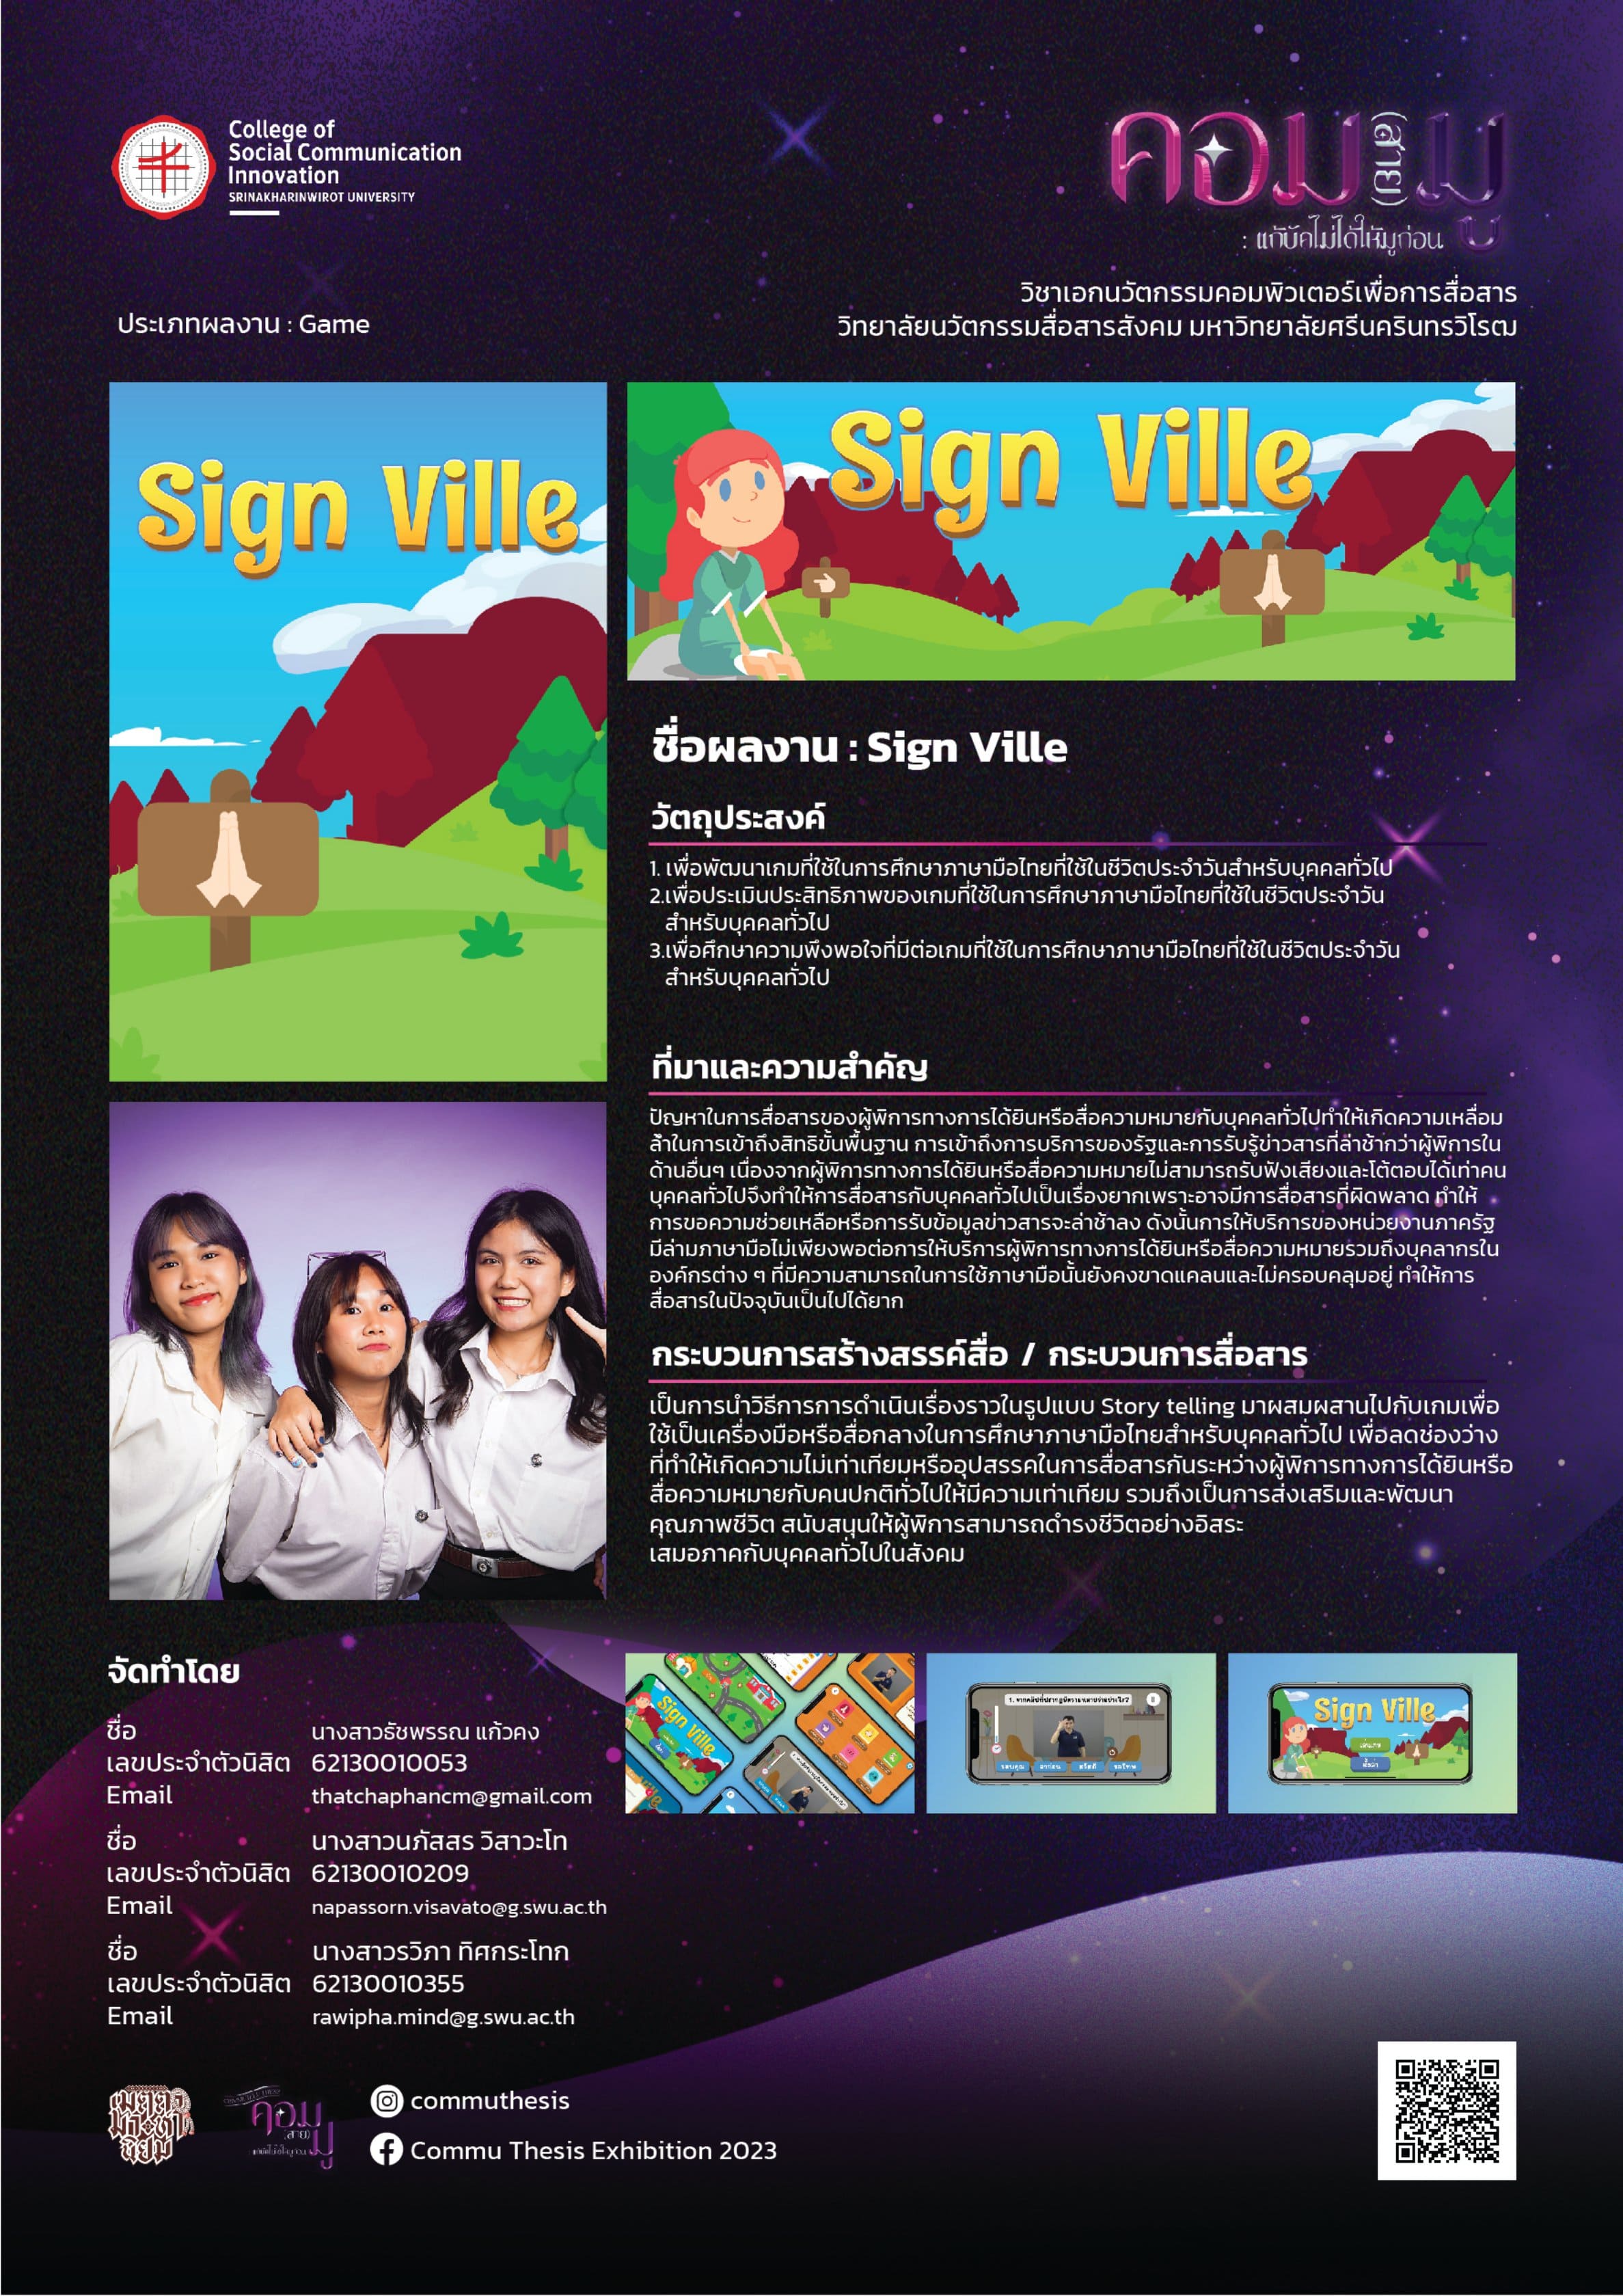 College of
Social Communication
Innovation
SRINAKHARINWIROT UNIVERSITY
คอม(สาย)มู
: แก้บัคไม่ได้ให้มูก่อน
วิชาเอกนวัตกรรมคอมพิวเตอร์เพื่อการสื่อสาร
วิทยาลัยนวัตกรรมสื่อสารสังคม มหาวิทยาลัยศรีนครินทรวิโรฒ
ประเภทผลงาน : Game
Sign Ville
Sign Ville
ชื่อผลงาน : Sign Ville
วัตถุประสงค์
1. เพื่อพัฒนาเกมที่ใช้ในการศึกษาภาษามือไทยที่ใช้ในชีวิตประจำวันสำหรับบุคคลทั่วไป
2.เพื่อประเมินประสิทธิภาพของเกมที่ใช้ในการศึกษาภาษามือไทยที่ใช้ในชีวิตประจำวัน
สำหรับบุคคลทั่วไป
3.เพื่อศึกษาความพึงพอใจที่มีต่อเกมที่ใช้ในการศึกษาภาษามือไทยที่ใช้ในชีวิตประจำวัน
สำหรับบุคคลทั่วไป
ที่มาและความสำคัญ
ปัญหาในการสื่อสารของผู้พิการทางการได้ยินหรือสื่อความหมายกับบุคคลทั่วไปทำให้เกิดความเหลื่อม
ล้ำในการเข้าถึงสิทธิขั้นพื้นฐาน การเข้าถึงการบริการของรัฐและการรับรู้ข่าวสารที่ล่าช้ากว่าผู้พิการใน
ด้านอื่นๆ เนื่องจากผู้พิการทางการได้ยินหรือสื่อความหมายไม่สามารถรับฟังเสียงและโต้ตอบได้เท่าคน
บุคคลทั่วไปจึงทำให้การสื่อสารกับบุคคลทั่วไปเป็นเรื่องยากเพราะอาจมีการสื่อสารที่ผิดพลาด ทำให้
การขอความช่วยเหลือหรือการรับข้อมูลข่าวสารจะล่าช้าลง ดังนั้นการให้บริการของหน่วยงานภาครัฐ
มีล่ามภาษามือไม่เพียงพอต่อการให้บริการผู้พิการทางการได้ยินหรือสื่อความหมายรวมถึงบุคลากรใน
องค์กรต่าง ๆ ที่มีความสามารถในการใช้ภาษามือนั้นยังคงขาดแคลนและไม่ครอบคลุมอยู่ ทำให้การ
สื่อสารในปัจจุบันเป็นไปได้ยาก
กระบวนการสร้างสรรค์สื่อ / กระบวนการสื่อสาร
เป็นการนำวิธีการการดำเนินเรื่องราวในรูปแบบ Story telling มาผสมผสานไปกับเกมเพื่อ
ใช้เป็นเครื่องมือหรือสื่อกลางในการศึกษาภาษามือไทยสำหรับบุคคลทั่วไป เพื่อลดช่องว่าง
ที่ทำให้เกิดความไม่เท่าเทียมหรืออุปสรรคในการสื่อสารกันระหว่างผู้พิการทางการได้ยินหรือ
สื่อความหมายกับคนปกติทั่วไปให้มีความเท่าเทียม รวมถึงเป็นการส่งเสริมและพัฒนา
คุณภาพชีวิต สนับสนุนให้ผู้พิการสามารถดำรงชีวิตอย่างอิสระ
เสมอภาคกับบุคคลทั่วไปในสังคม
จัดทำโดย
ชื่อ นางสาวธัชพรรณ แก้วคง
เลขประจำตัวนิสิต 62130010053
Email thatchaphancm@gmail.com
ชื่อ นางสาวนภัสสร วิสาวะโท
เลขประจำตัวนิสิต 62130010209
Email napassorn.visavato@g.swu.ac.th
ชื่อ นางสาวรวิภา ทิศกระโทก
เลขประจำตัวนิสิต 62130010355
Email rawipha.mind@g.swu.ac.th
Sign Ville
ขอบคุณ
สวัสดี
ขอโทษ
Sign Ville
เล่นเกม
คอม(สาย)มู
commuthesis
Commu Thesis Exhibition 2023